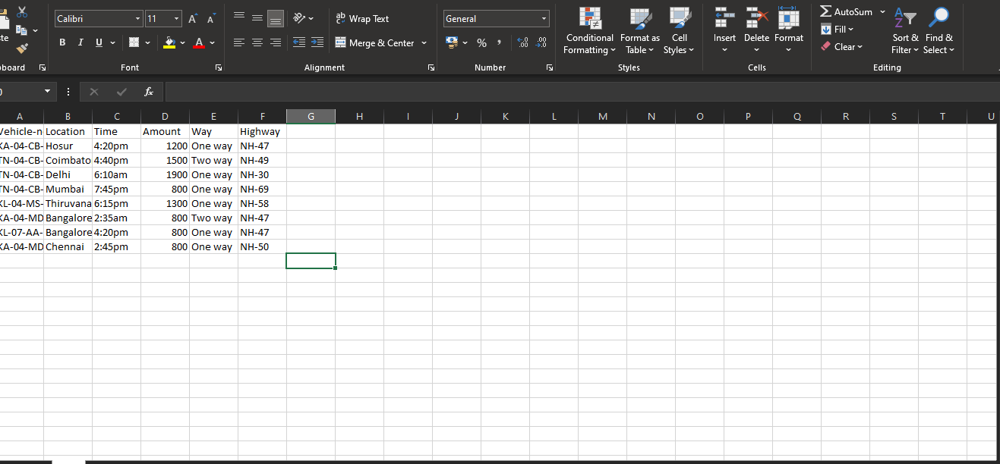 Calibri 11 A A ab Wrap Text General AutoSum
Conditional Format as Cell Insert Delete Format Fill Sort & Find &
B I U A Merge & Center % , Formatting Table Styles Clear Filter Select
Font Alignment Number Styles Cells Editing
fx
A B C D E F G H I J K L M N O P Q R S T U
Vehicle-n Location Time Amount Way Highway
KA-04-CB- Hosur 4:20pm 1200 One way NH-47
TN-04-CB- Coimbato 4:40pm 1500 Two way NH-49
TN-04-CB- Delhi 6:10am 1900 One way NH-30
TN-04-CB- Mumbai 7:45pm 800 One way NH-69
KL-04-MS- Thiruvana 6:15pm 1300 One way NH-58
KA-04-MD Bangalore 2:35am 800 Two way NH-47
KL-07-AA- Bangalore 4:20pm 800 One way NH-47
KA-04-MD Chennai 2:45pm 800 One way NH-50